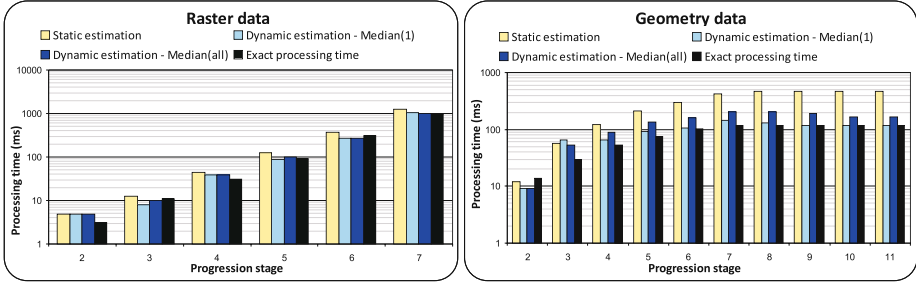 Raster data
Static estimation
Dynamic estimation - Median(1)
Dynamic estimation - Median(all)
Exact processing time
Processing time (ms)
10000
1000
100
10
1
2 3 4 5 6 7
Progression stage
Geometry data
Static estimation
Dynamic estimation - Median(1)
Dynamic estimation - Median(all)
Exact processing time
Processing time (ms)
1000
100
10
1
2 3 4 5 6 7 8 9 10 11
Progression stage